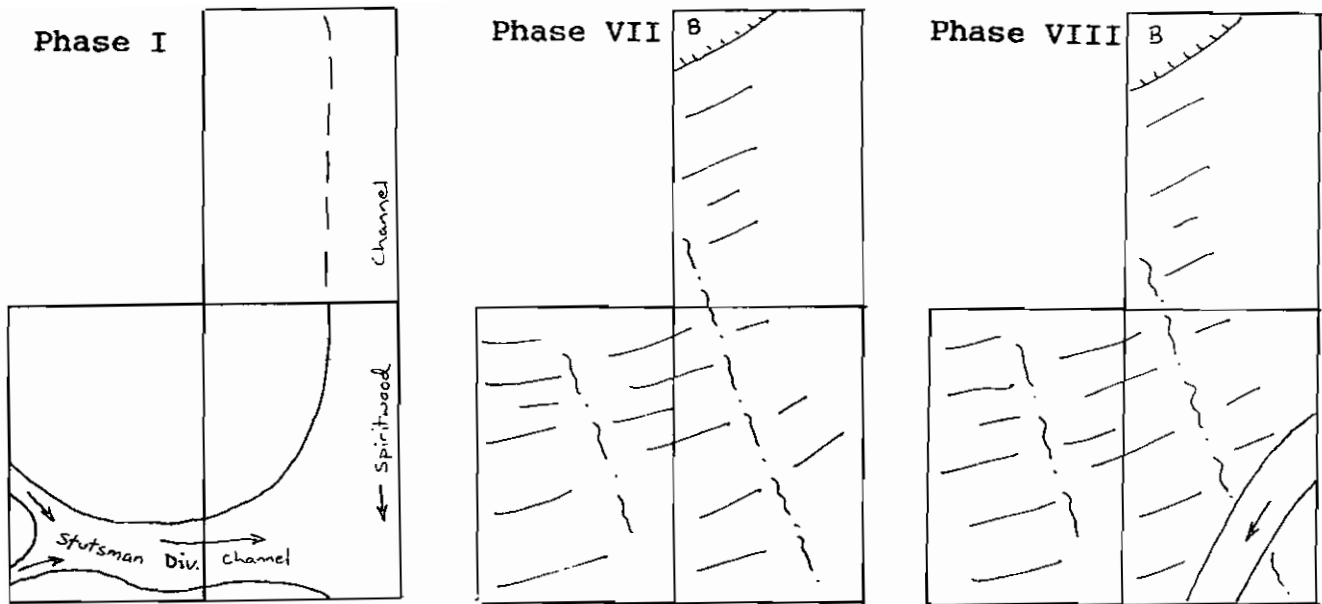 Phase I
Channel
← Spiritwood
Stutsman Div. Channel
Phase VII
B
Phase VIII
B